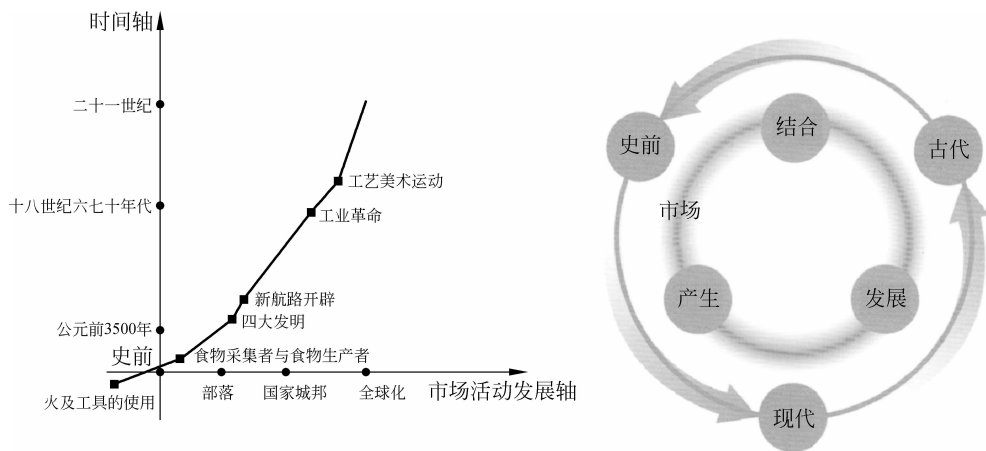 时间轴
二十一世纪
工艺美术运动
十八世纪六七十年代
工业革命
新航路开辟
四大发明
公元前3500年
史前
食物采集者与食物生产者
火及工具的使用
部落
国家城邦
全球化
市场活动发展轴
结合
史前
古代
市场
产生
发展
现代